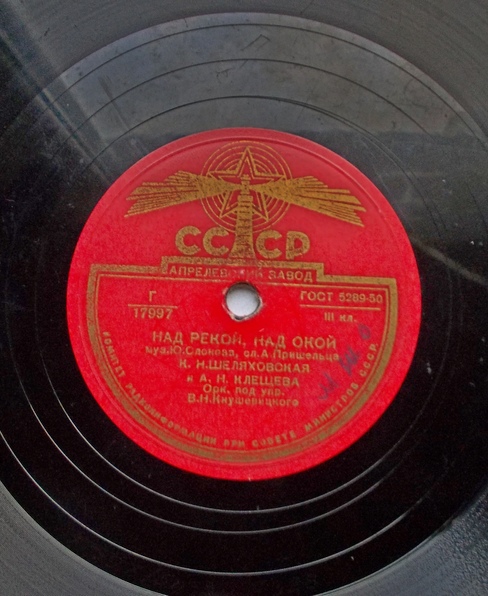 СССР
АПРЕЛЕВСКИЙ ЗАВОД
Г
17997
ГОСТ 5289-50
III кл.
НАД РЕКОЙ, НАД ОКОЙ
муз.Ю.Слонова, сл.А.Пришельца
К. Н. ШЕЛЯХОВСКАЯ
и А. Н. КЛЕЩЕВА
Орк. под упр.
В.Н.Кнушевицкого
КОМИТЕТ РАДИОИНФОРМАЦИИ ПРИ СОВЕТЕ МИНИСТРОВ СССР